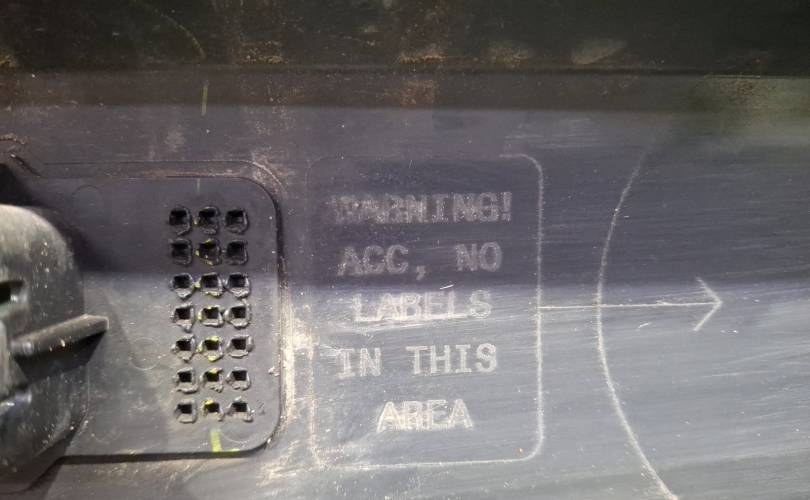 WARNING!
ACC, NO
LABELS
IN THIS
AREA